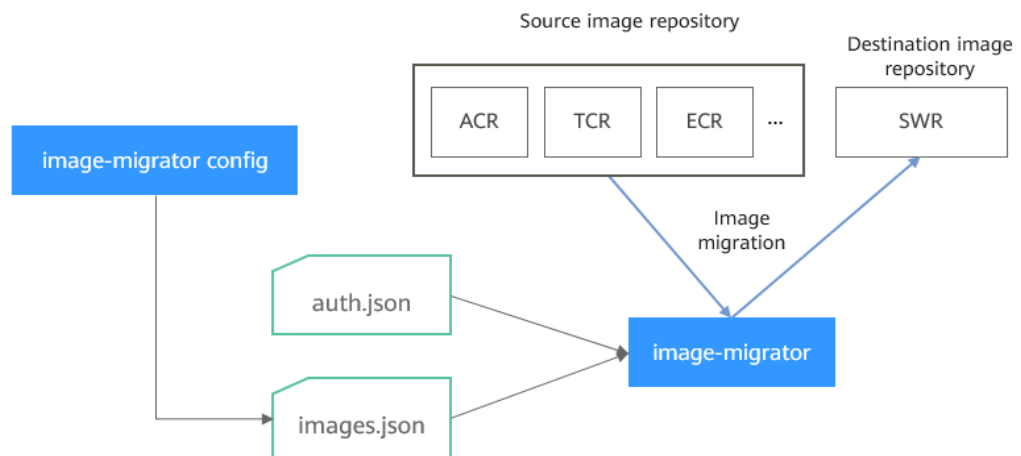 Source image repository
Destination image
repository
ACR
TCR
ECR
...
SWR
image-migrator config
Image
migration
auth.json
image-migrator
images.json